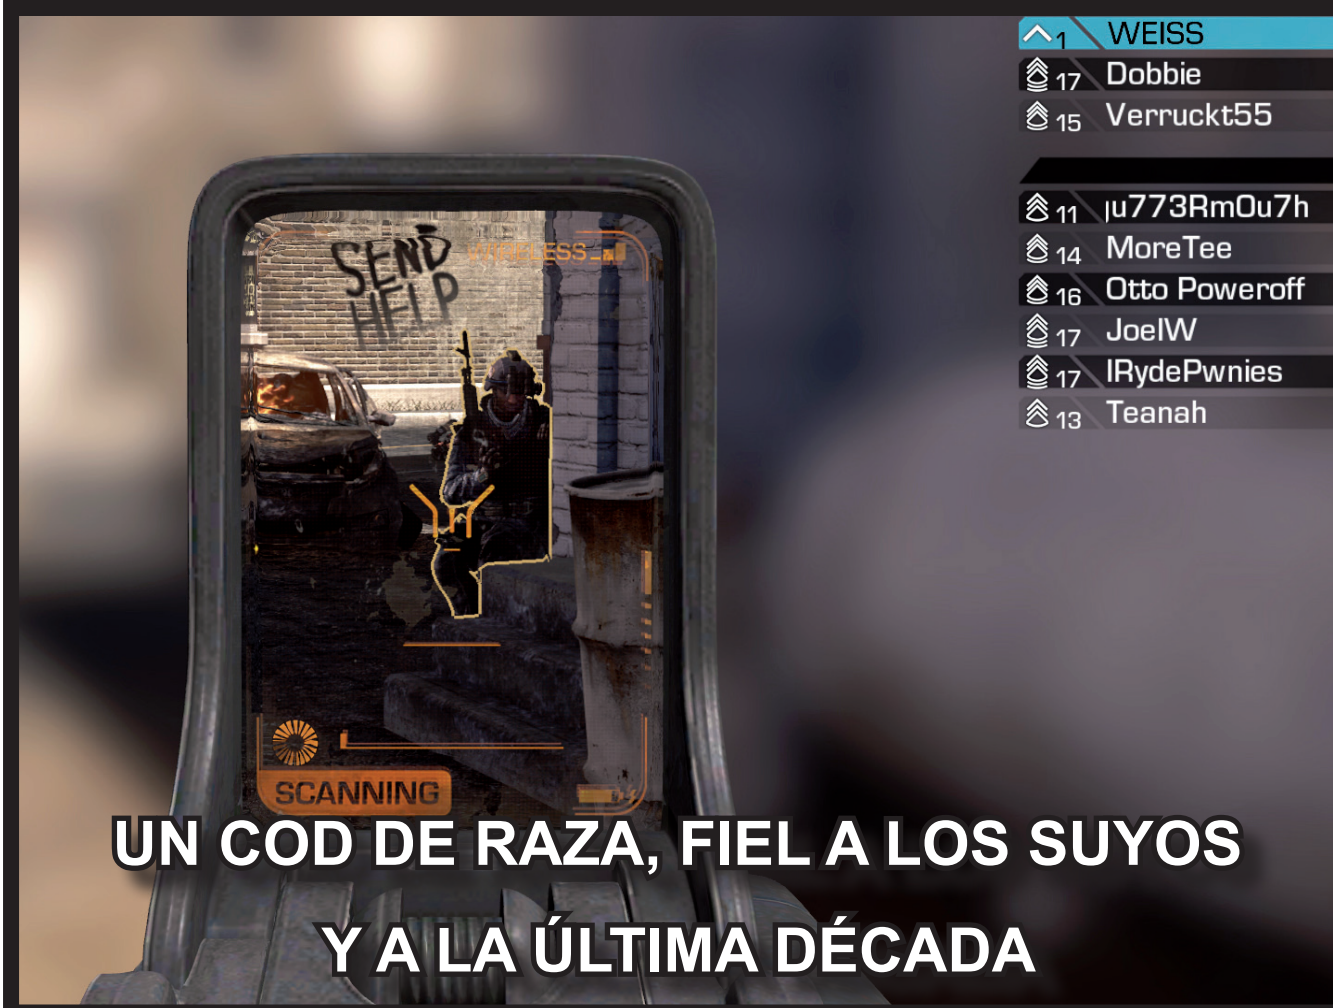 1 WEISS
17 Dobbie
15 Verruckt55
11 ju773Rm0u7h
14 MoreTee
16 Otto Poweroff
17 JoelW
17 IRydePwnies
13 Teanah
SEND
HELP
WIRELESS
SCANNING
UN COD DE RAZA, FIEL A LOS SUYOS
Y A LA ÚLTIMA DÉCADA